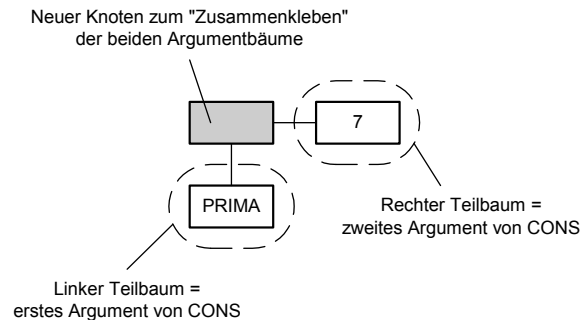 Neuer Knoten zum "Zusammenkleben"
der beiden Argumentbäume
7
PRIMA
Rechter Teilbaum =
zweites Argument von CONS
Linker Teilbaum =
erstes Argument von CONS